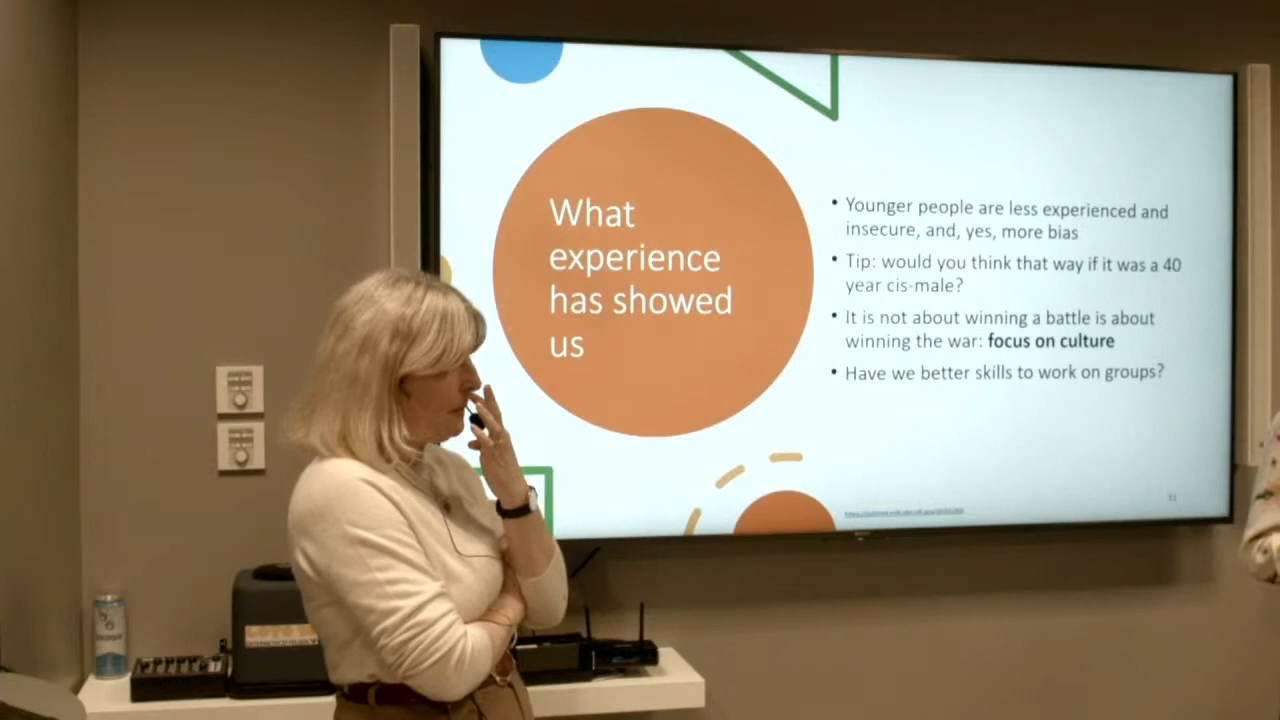 What
experience
has showed
us
• Younger people are less experienced and
insecure, and, yes, more bias
• Tip: would you think that way if it was a 40
year cis-male?
• It is not about winning a battle is about
winning the war: focus on culture
• Have we better skills to work on groups?